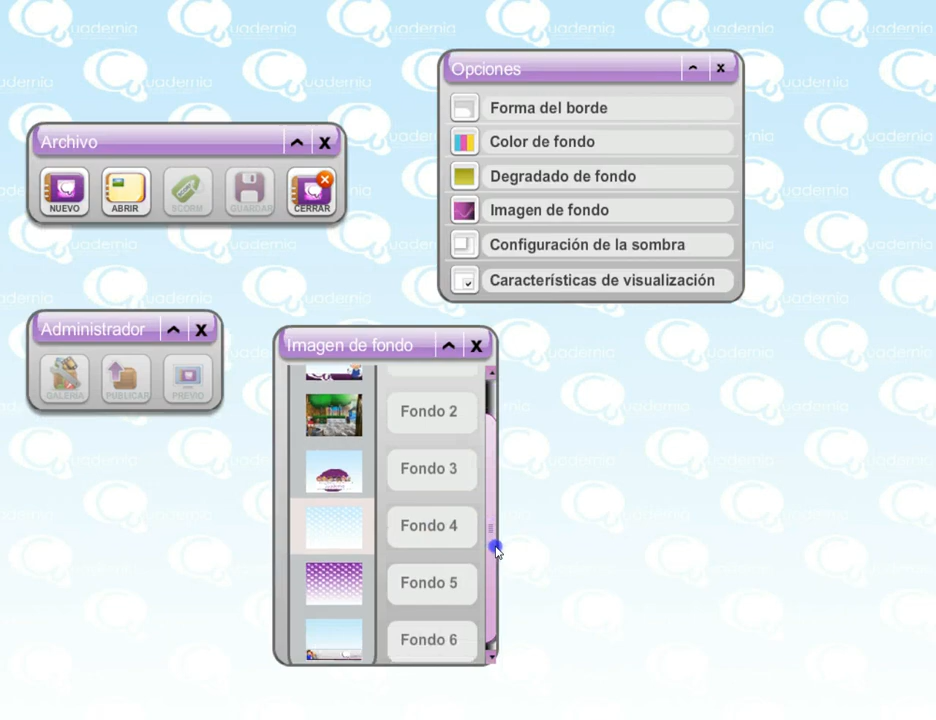 Opciones
Forma del borde
Color de fondo
Degradado de fondo
Imagen de fondo
Configuración de la sombra
Características de visualización
Archivo
NUEVO
ABRIR
SCORM
GUARDAR
CERRAR
Administrador
GALERIA
PUBLICAR
PREVIO
Imagen de fondo
Fondo 2
Fondo 3
Fondo 4
Fondo 5
Fondo 6